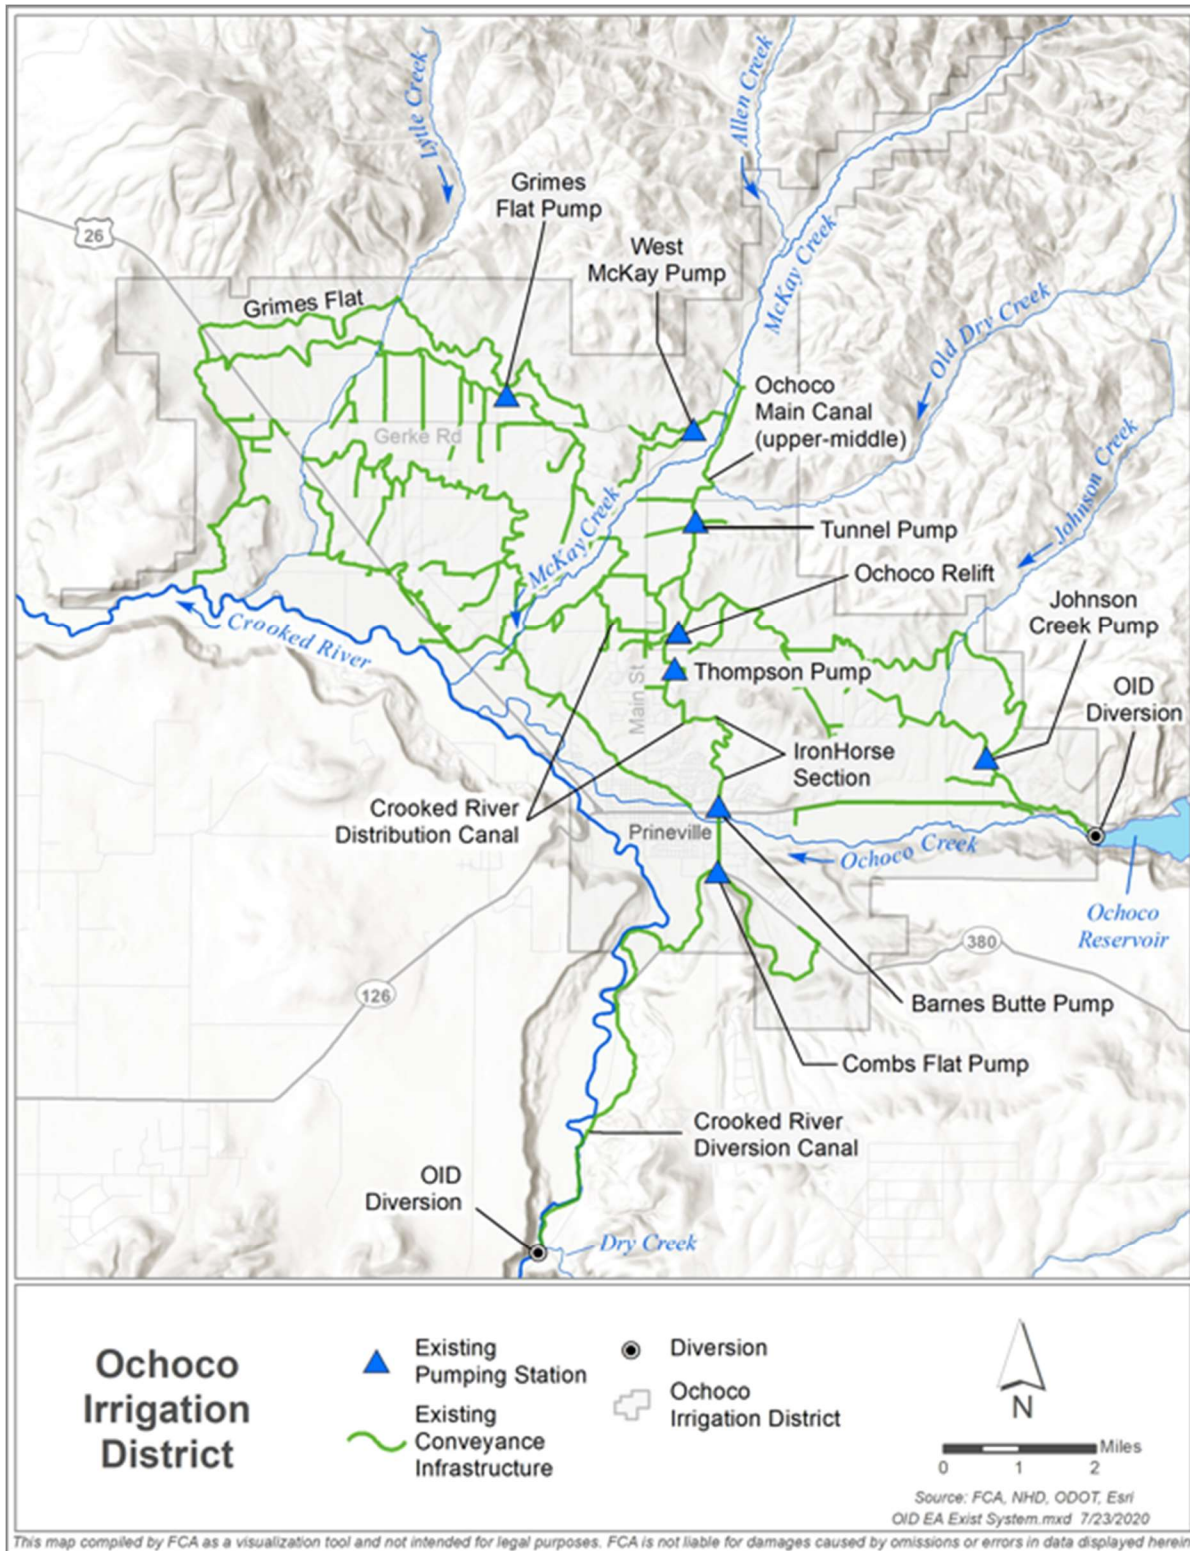 Lytle Creek
Allen Creek
Grimes
Flat Pump
26
West
McKay Pump
McKay Creek
Grimes Flat
Old Dry Creek
Ochoco
Main Canal
(upper-middle)
Gerke Rd
Johnson Creek
McKay Creek
Tunnel Pump
Ochoco Relift
Johnson
Creek Pump
Crooked River
Main St
Thompson Pump
OID
Diversion
IronHorse
Section
Crooked River
Distribution Canal
Prineville
Ochoco Creek
Ochoco
Reservoir
380
126
Barnes Butte Pump
Combs Flat Pump
Crooked River
Diversion Canal
OID
Diversion
Dry Creek
Ochoco
Irrigation
District
Existing
Pumping Station
Existing
Conveyance
Infrastructure
Diversion
Ochoco
Irrigation District
N
Miles
0 1 2
Source: FCA, NHD, ODOT, Esri
OID EA Exist System.mxd 7/23/2020
This map compiled by FCA as a visualization tool and not intended for legal purposes. FCA is not liable for damages caused by omissions or errors in data displayed herein